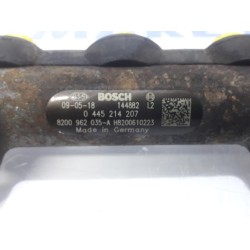 BOSCH
09-05-18 144882 L2
0 445 214 207
8200 962 035-A H8200610223
Made in Germany